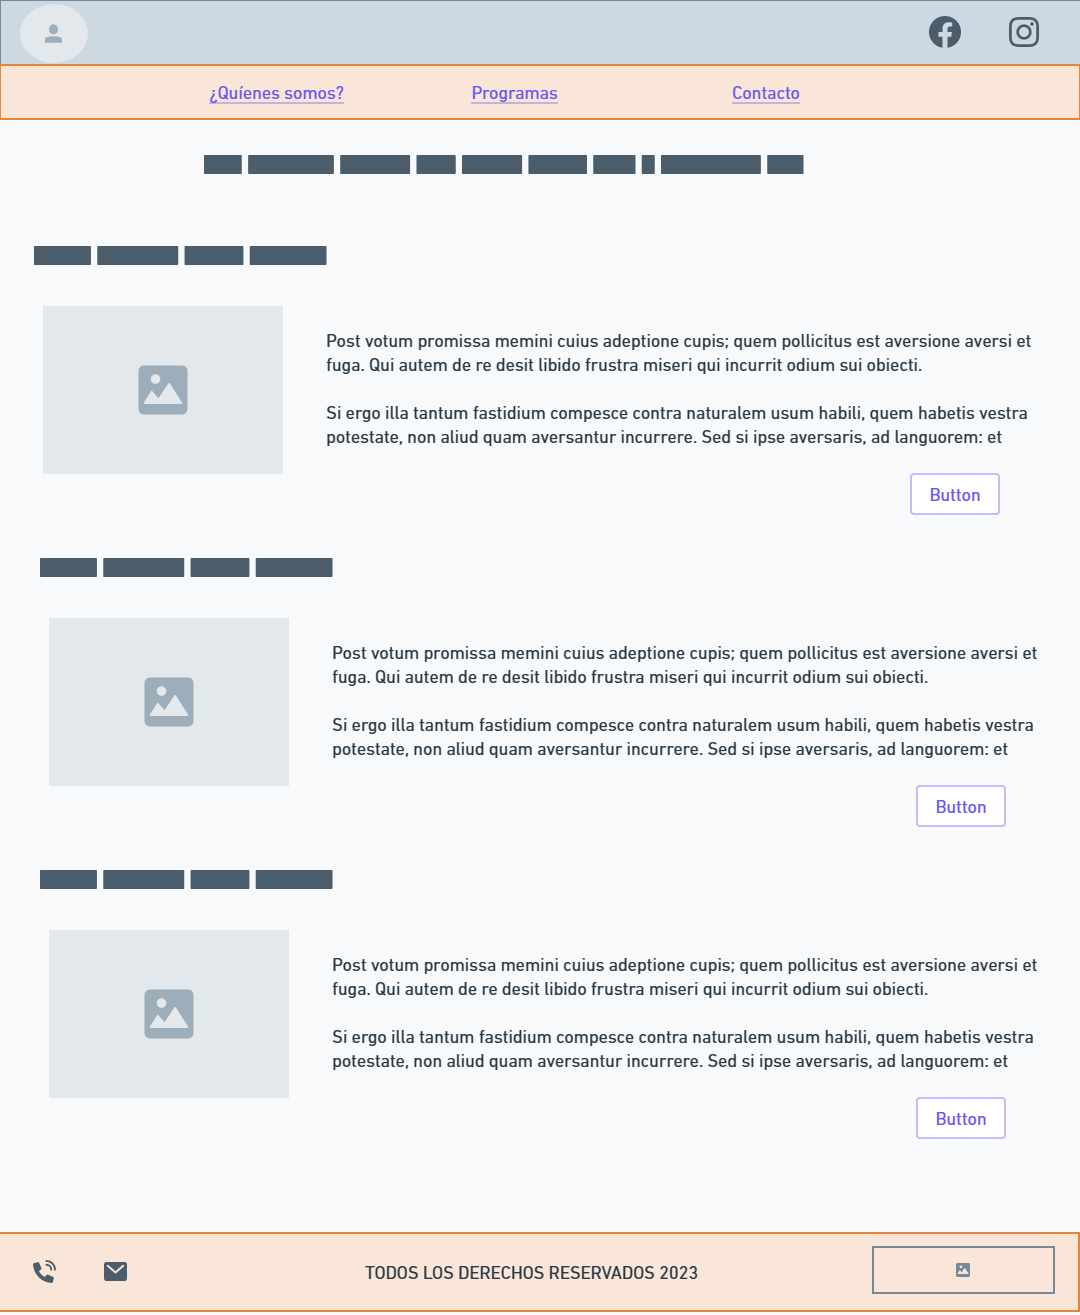 ¿Quíenes somos? Programas Contacto
Post votum promissa memini cuius adeptione cupis; quem pollicitus est aversione aversi et
fuga. Qui autem de re desit libido frustra miseri qui incurrit odium sui obiecti.
Si ergo illa tantum fastidium compesce contra naturalem usum habili, quem habetis vestra
potestate, non aliud quam aversantur incurrere. Sed si ipse aversaris, ad languorem: et
Button
Post votum promissa memini cuius adeptione cupis; quem pollicitus est aversione aversi et
fuga. Qui autem de re desit libido frustra miseri qui incurrit odium sui obiecti.
Si ergo illa tantum fastidium compesce contra naturalem usum habili, quem habetis vestra
potestate, non aliud quam aversantur incurrere. Sed si ipse aversaris, ad languorem: et
Button
Post votum promissa memini cuius adeptione cupis; quem pollicitus est aversione aversi et
fuga. Qui autem de re desit libido frustra miseri qui incurrit odium sui obiecti.
Si ergo illa tantum fastidium compesce contra naturalem usum habili, quem habetis vestra
potestate, non aliud quam aversantur incurrere. Sed si ipse aversaris, ad languorem: et
Button
TODOS LOS DERECHOS RESERVADOS 2023